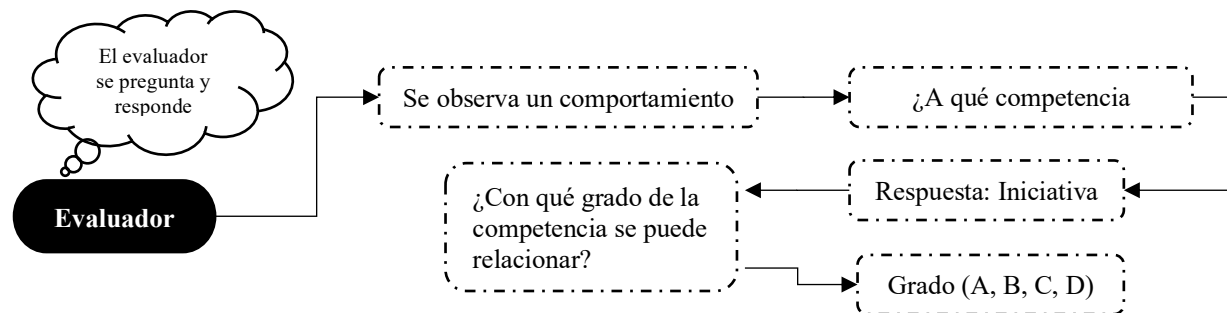 El evaluador
se pregunta y
responde
Evaluador
Se observa un comportamiento
¿A qué competencia
Respuesta: Iniciativa
¿Con qué grado de la
competencia se puede
relacionar?
Grado (A, B, C, D)